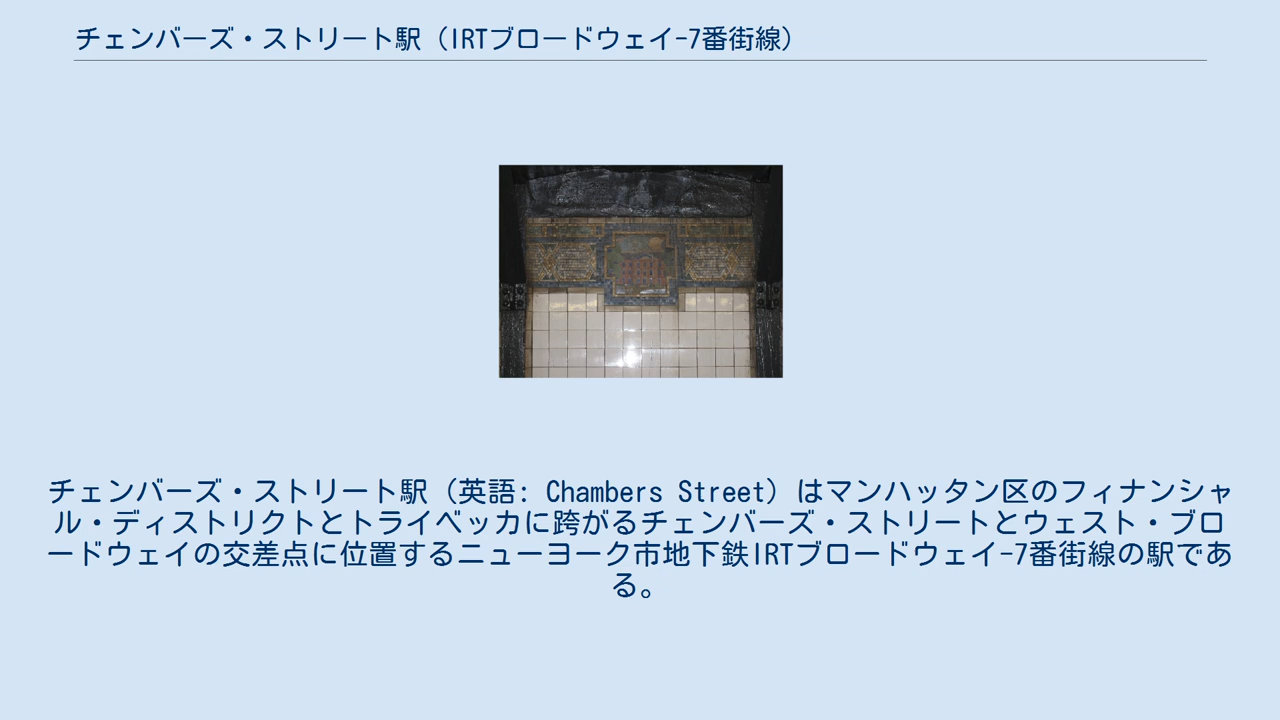 チェンバーズ・ストリート駅（IRTブロードウェイ-7番街線）
チェンバーズ・ストリート駅（英語: Chambers Street）はマンハッタン区のフィナンシャ
ル・ディストリクトとトライベッカに跨がるチェンバーズ・ストリートとウェスト・ブロ
ードウェイの交差点に位置するニューヨーク市地下鉄IRTブロードウェイ-7番街線の駅であ
る。